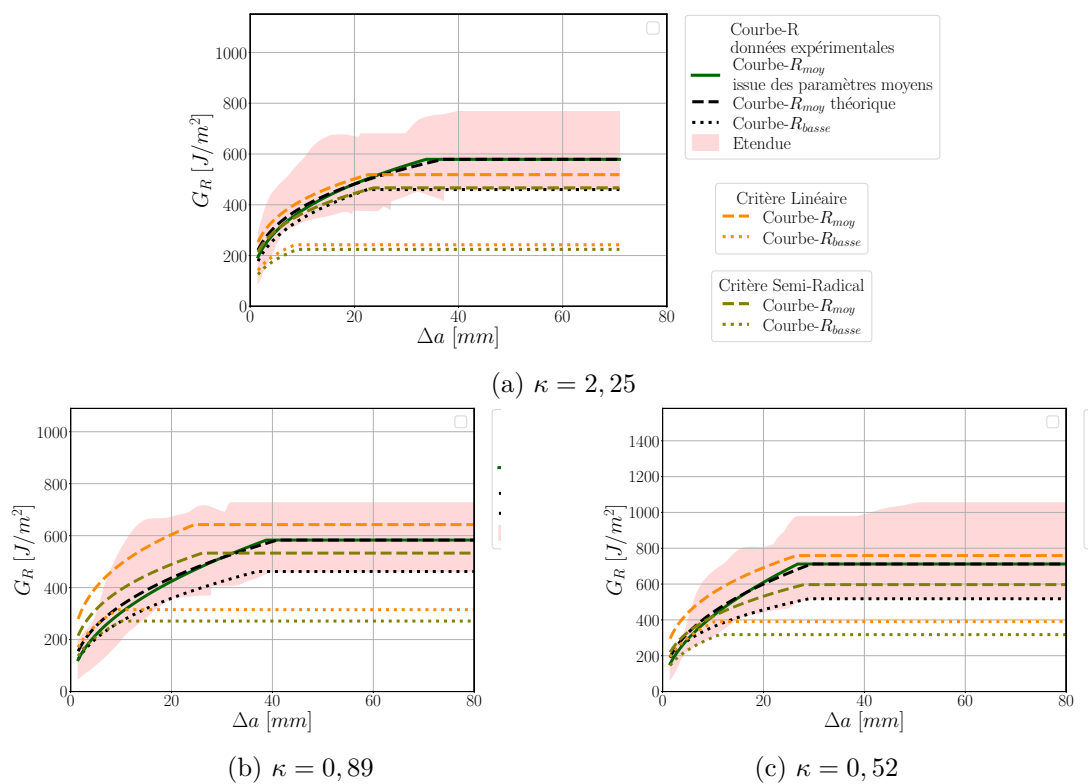 1000
800
600
400
200
0
G_R [J/m²]
0 20 40 60 80
Δa [mm]
Courbe-R
données expérimentales
Courbe-R_moy
issue des paramètres moyens
Courbe-R_moy théorique
Courbe-R_basse
Etendue
Critère Linéaire
Courbe-R_moy
Courbe-R_basse
Critère Semi-Radical
Courbe-R_moy
Courbe-R_basse
(a) κ = 2, 25
1000
800
600
400
200
0
G_R [J/m²]
0 20 40 60 80
Δa [mm]
(b) κ = 0, 89
1400
1200
1000
800
600
400
200
0
G_R [J/m²]
0 20 40 60 80
Δa [mm]
(c) κ = 0, 52